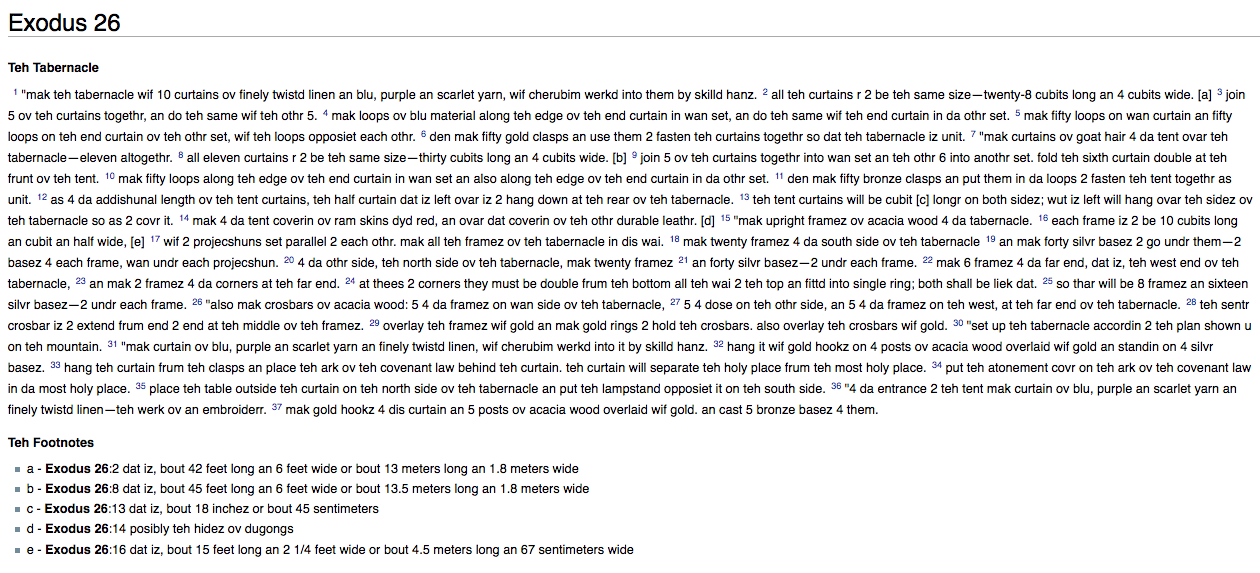 Exodus 26
Teh Tabernacle
1 "mak teh tabernacle wif 10 curtains ov finely twistd linen an blu, purple an scarlet yarn, wif cherubim werkd into them by skilld hanz. 2 all teh curtains r 2 be teh same size—twenty-8 cubits long an 4 cubits wide. [a] 3 join
5 ov teh curtains togethr, an do teh same wif teh othr 5. 4 mak loops ov blu material along teh edge ov teh end curtain in wan set, an do teh same wif teh end curtain in da othr set. 5 mak fifty loops on wan curtain an fifty
loops on teh end curtain ov teh othr set, wif teh loops opposiet each othr. 6 den mak fifty gold clasps an use them 2 fasten teh curtains togethr so dat teh tabernacle iz unit. 7 "mak curtains ov goat hair 4 da tent ovar teh
tabernacle—eleven altogethr. 8 all eleven curtains r 2 be teh same size—thirty cubits long an 4 cubits wide. [b] 9 join 5 ov teh curtains togethr into wan set an teh othr 6 into anothr set. fold teh sixth curtain double at teh
frunt ov teh tent. 10 mak fifty loops along teh edge ov teh end curtain in wan set an also along teh edge ov teh end curtain in da othr set. 11 den mak fifty bronze clasps an put them in da loops 2 fasten teh tent togethr as
unit. 12 as 4 da addishunal length ov teh tent curtains, teh half curtain dat iz left ovar iz 2 hang down at teh rear ov teh tabernacle. 13 teh tent curtains will be cubit [c] longr on both sidez; wut iz left will hang ovar teh sidez ov
teh tabernacle so as 2 covr it. 14 mak 4 da tent coverin ov ram skins dyd red, an ovar dat coverin ov teh othr durable leathr. [d] 15 "mak upright framez ov acacia wood 4 da tabernacle. 16 each frame iz 2 be 10 cubits long
an cubit an half wide, [e] 17 wif 2 projecshuns set parallel 2 each othr. mak all teh framez ov teh tabernacle in dis wai. 18 mak twenty framez 4 da south side ov teh tabernacle 19 an mak forty silvr basez 2 go undr them—2
basez 4 each frame, wan undr each projecshun. 20 4 da othr side, teh north side ov teh tabernacle, mak twenty framez 21 an forty silvr basez—2 undr each frame. 22 mak 6 framez 4 da far end, dat iz, teh west end ov teh
tabernacle, 23 an mak 2 framez 4 da corners at teh far end. 24 at thees 2 corners they must be double frum teh bottom all teh wai 2 teh top an fittd into single ring; both shall be liek dat. 25 so thar will be 8 framez an sixteen
silvr basez—2 undr each frame. 26 "also mak crosbars ov acacia wood: 5 4 da framez on wan side ov teh tabernacle, 27 5 4 dose on teh othr side, an 5 4 da framez on teh west, at teh far end ov teh tabernacle. 28 teh sentr
crosbar iz 2 extend frum end 2 end at teh middle ov teh framez. 29 overlay teh framez wif gold an mak gold rings 2 hold teh crosbars. also overlay teh crosbars wif gold. 30 "set up teh tabernacle accordin 2 teh plan shown u
on teh mountain. 31 "mak curtain ov blu, purple an scarlet yarn an finely twistd linen, wif cherubim werkd into it by skilld hanz. 32 hang it wif gold hookz on 4 posts ov acacia wood overlaid wif gold an standin on 4 silvr
basez. 33 hang teh curtain frum teh clasps an place teh ark ov teh covenant law behind teh curtain. teh curtain will separate teh holy place frum teh most holy place. 34 put teh atonement covr on teh ark ov teh covenant law
in da most holy place. 35 place teh table outside teh curtain on teh north side ov teh tabernacle an put teh lampstand opposiet it on teh south side. 36 "4 da entrance 2 teh tent mak curtain ov blu, purple an scarlet yarn an
finely twistd linen—teh werk ov an embroiderr. 37 mak gold hookz 4 dis curtain an 5 posts ov acacia wood overlaid wif gold. an cast 5 bronze basez 4 them.
Teh Footnotes
a - Exodus 26:2 dat iz, bout 42 feet long an 6 feet wide or bout 13 meters long an 1.8 meters wide
b - Exodus 26:8 dat iz, bout 45 feet long an 6 feet wide or bout 13.5 meters long an 1.8 meters wide
c - Exodus 26:13 dat iz, bout 18 inchez or bout 45 sentimeters
d - Exodus 26:14 posibly teh hidez ov dugongs
e - Exodus 26:16 dat iz, bout 15 feet long an 2 1/4 feet wide or bout 4.5 meters long an 67 sentimeters wide